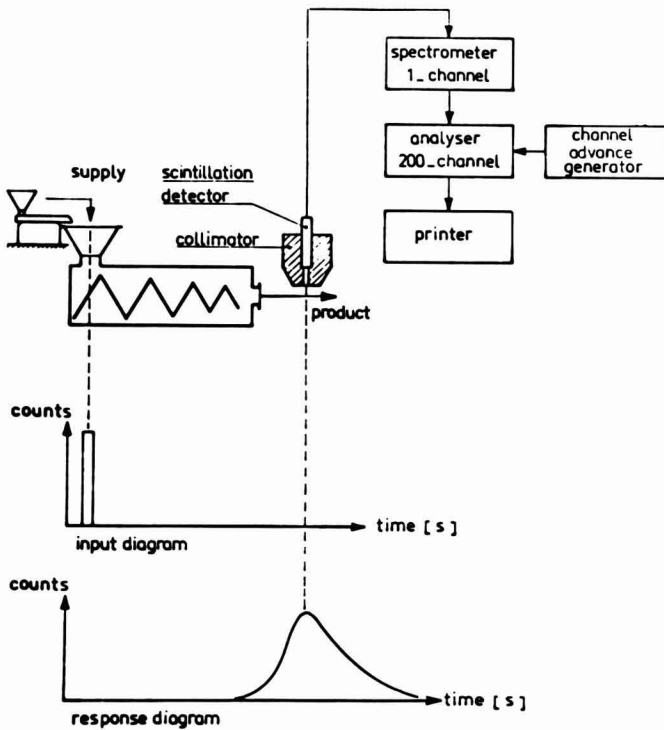 spectrometer
1_channel
analyser
200_channel
channel
advance
generator
printer
supply
scintillation
detector
collimator
product
counts
time [s]
input diagram
counts
time [s]
response diagram